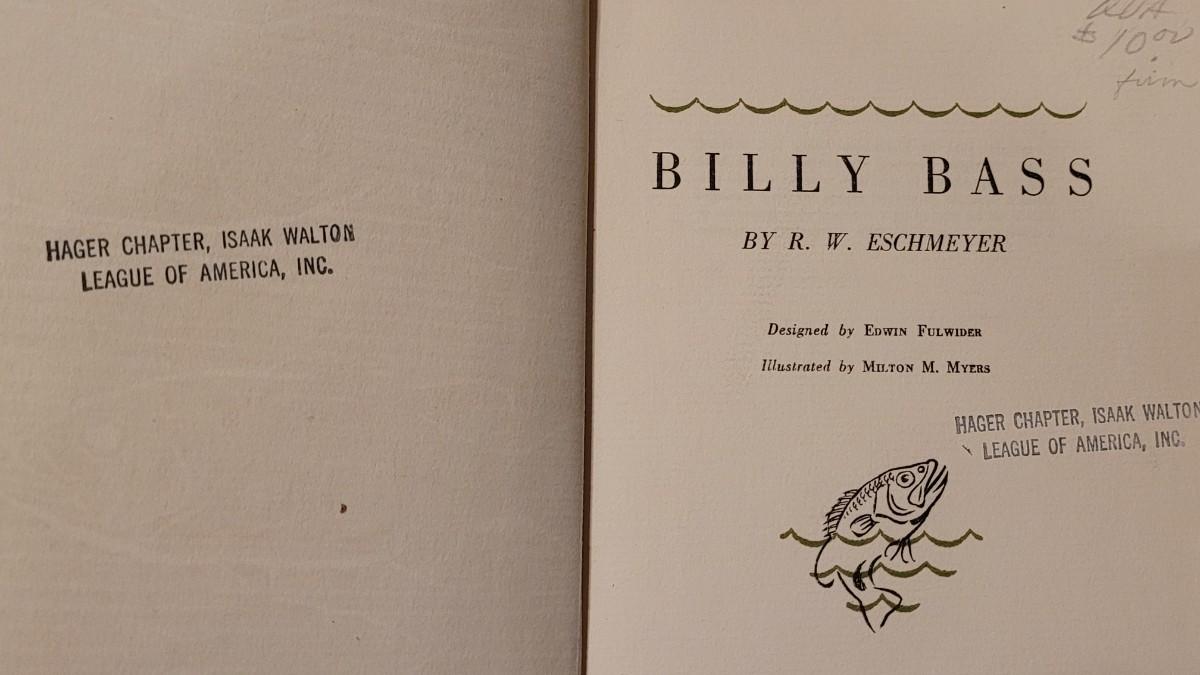 HAGER CHAPTER, ISAAK WALTON
LEAGUE OF AMERICA, INC.
$10.00
firm
BILLY BASS
BY R. W. ESCHMEYER
Designed by EDWIN FULWIDER
Illustrated by MILTON M. MYERS
HAGER CHAPTER, ISAAK WALTON
LEAGUE OF AMERICA, INC.